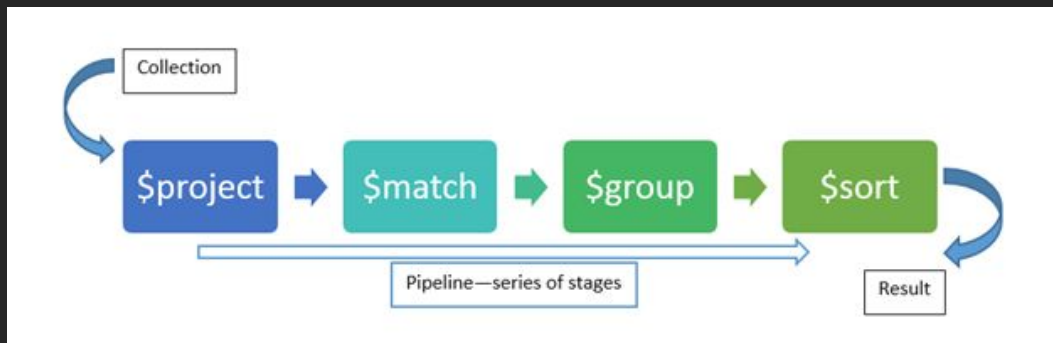 Collection
$project
$match
$group
$sort
Pipeline—series of stages
Result